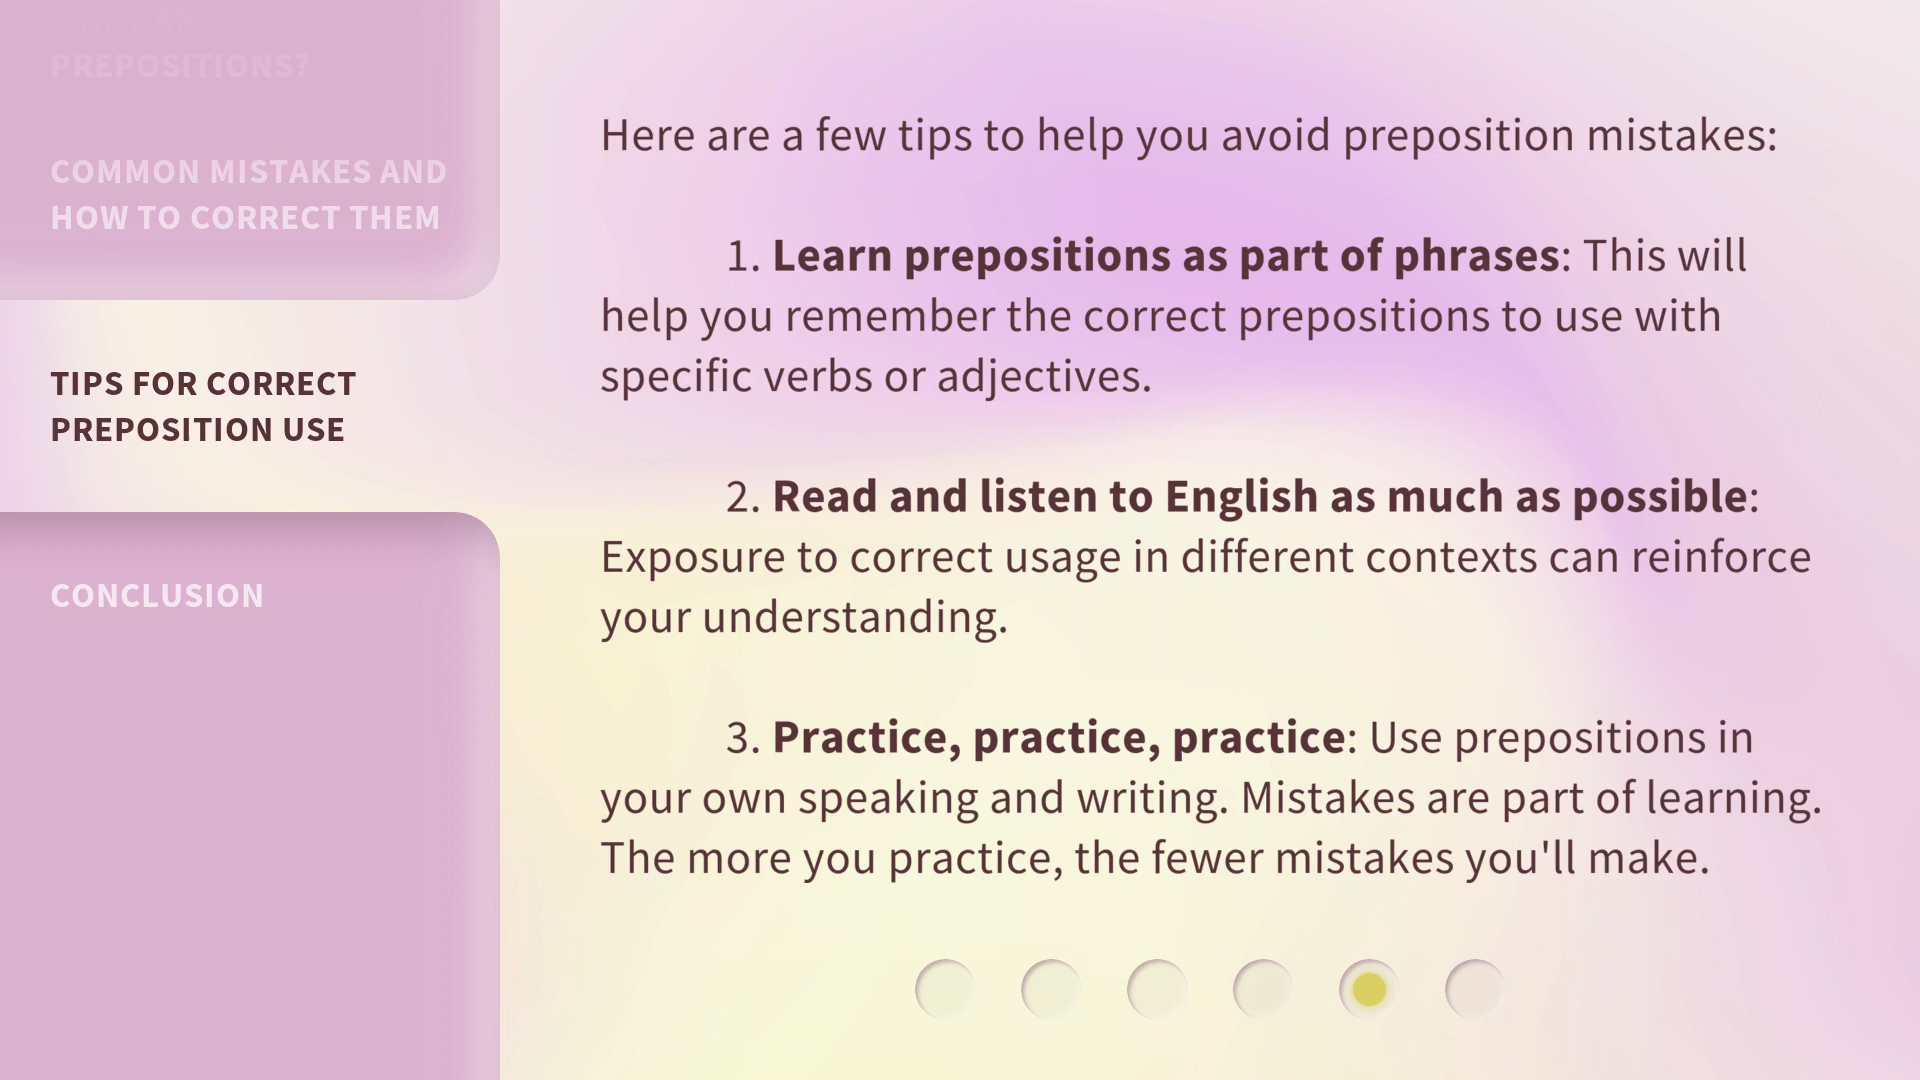 WHAT ARE
PREPOSITIONS?
COMMON MISTAKES AND
HOW TO CORRECT THEM
TIPS FOR CORRECT
PREPOSITION USE
CONCLUSION
Here are a few tips to help you avoid preposition mistakes:
1. Learn prepositions as part of phrases: This will
help you remember the correct prepositions to use with
specific verbs or adjectives.
2. Read and listen to English as much as possible:
Exposure to correct usage in different contexts can reinforce
your understanding.
3. Practice, practice, practice: Use prepositions in
your own speaking and writing. Mistakes are part of learning.
The more you practice, the fewer mistakes you'll make.